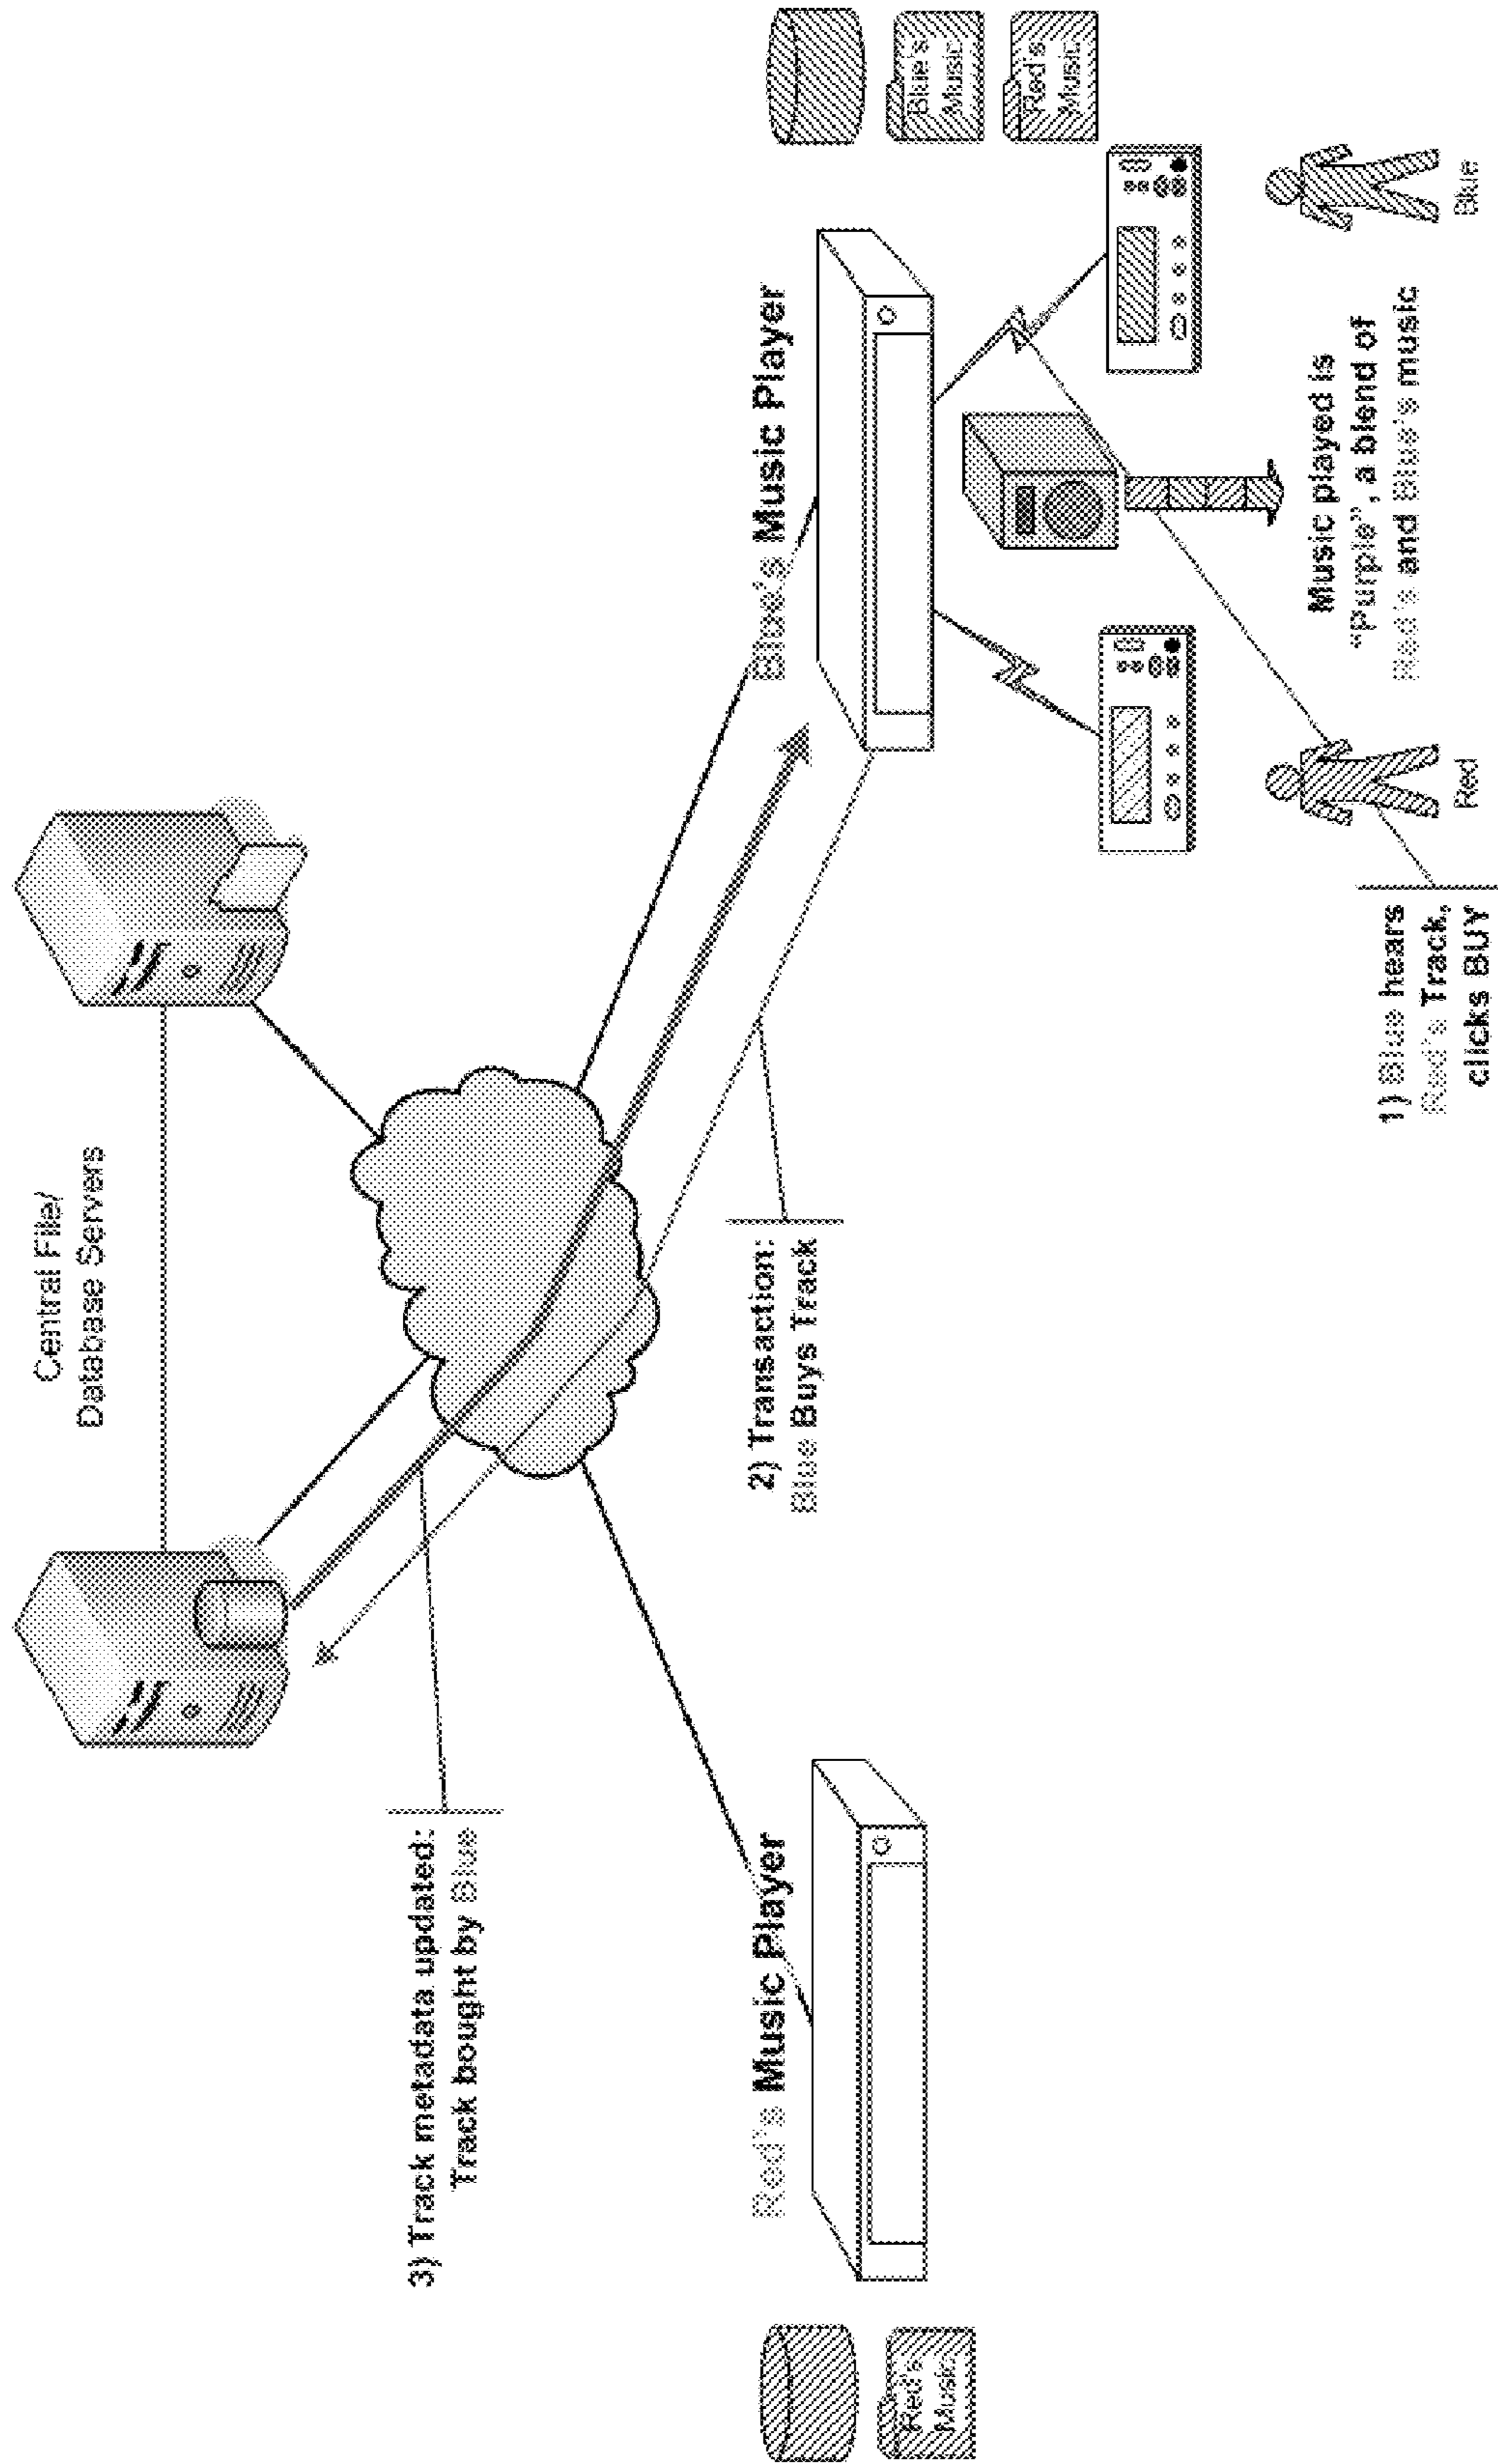 Central File/
Database Servers
3) Track metadata updated:
Track bought by Blue
2) Transaction:
Blue Buys Track
Red's Music Player
Blue's Music Player
Red's
Music
Blue's
Music
Red's
Music
Music played is
"Purple", a blend of
Red's and Blue's music
Red
Blue
1) Blue hears
Red's Track,
clicks BUY